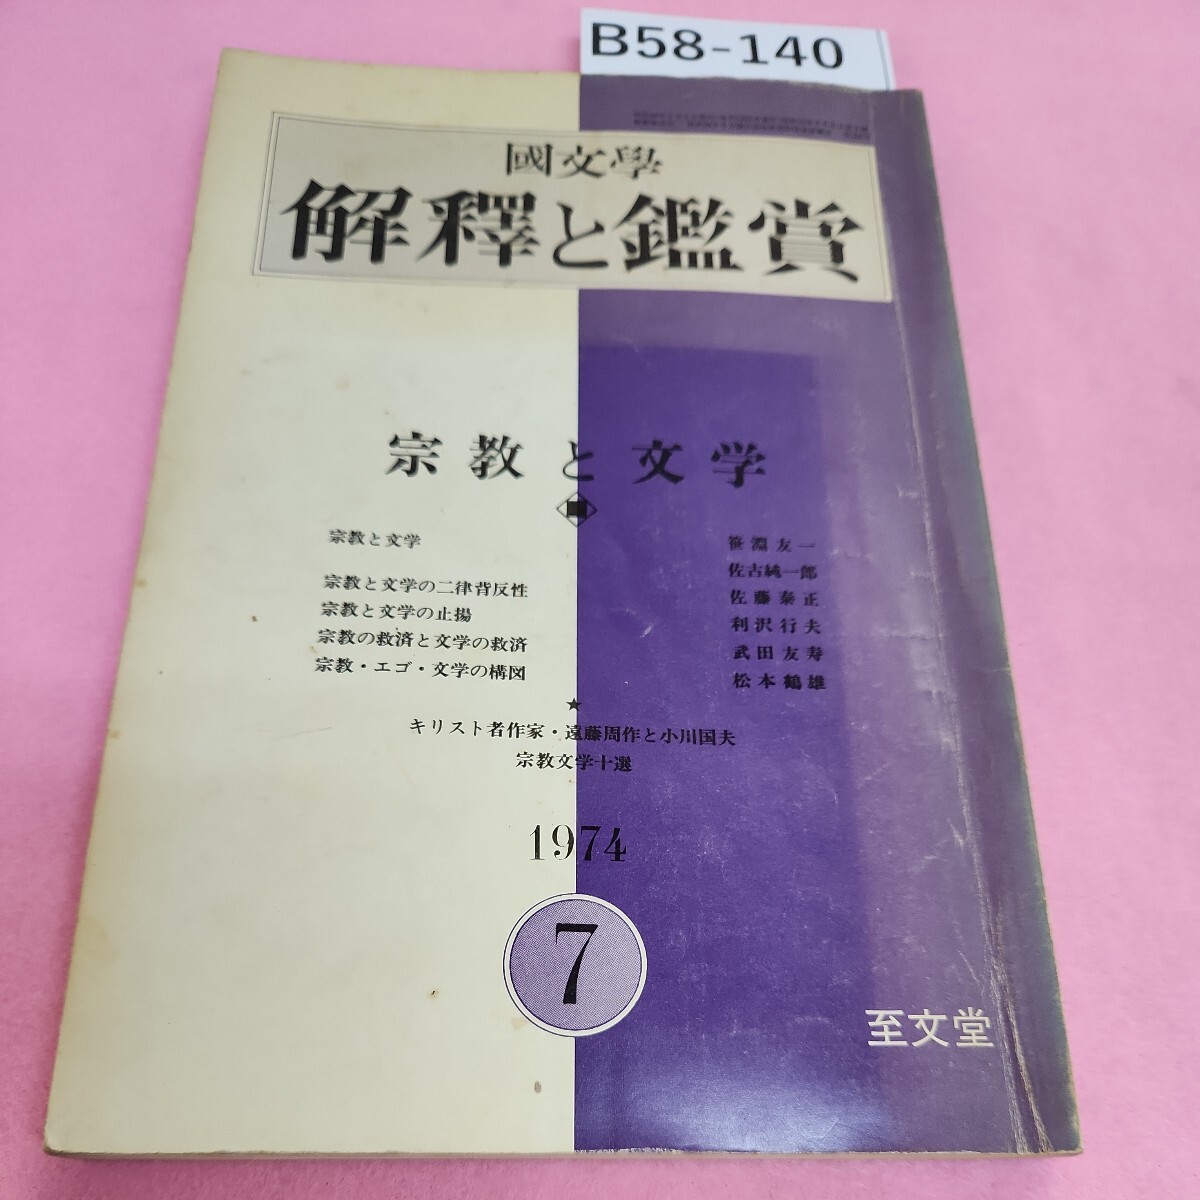 B58-140
國文學
解釋と鑑賞
宗教と文学
宗教と文学 笹淵友一
佐古純一郎
宗教と文学の二律背反性 佐藤泰正
宗教と文学の止揚 利沢行夫
宗教の救済と文学の救済 武田友寿
宗教・エゴ・文学の構図 松本鶴雄
★
キリスト者作家・遠藤周作と小川国夫
宗教文学十選
1974
7
至文堂